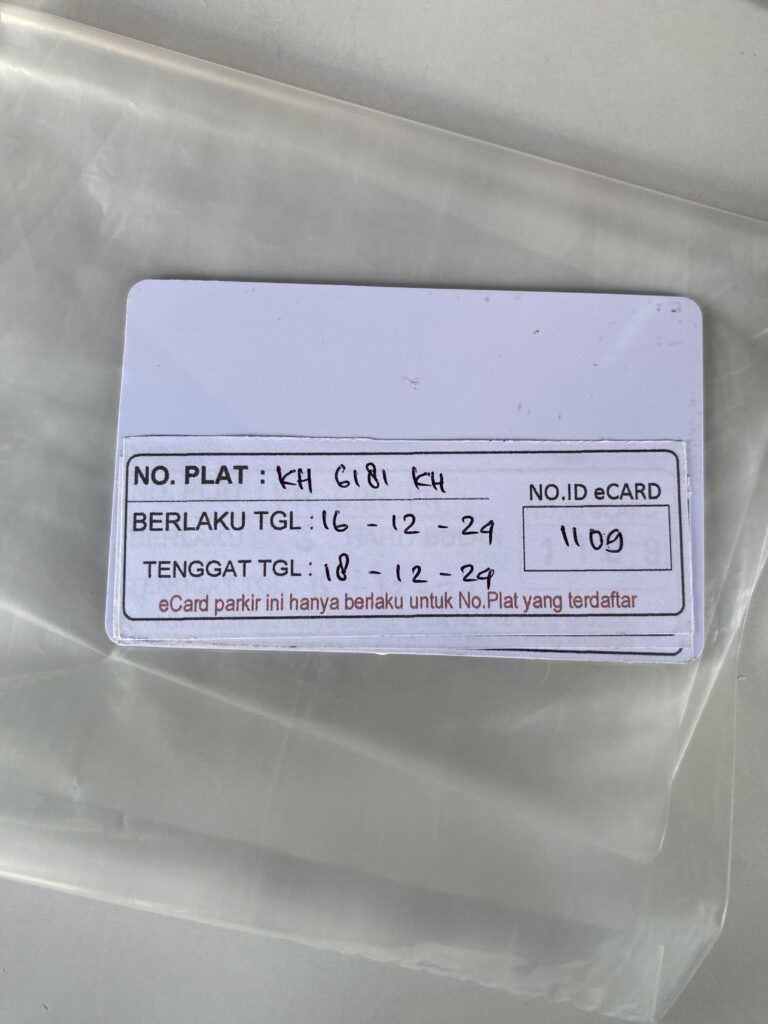 NO. PLAT : KH 6181 KH
NO.ID eCARD
BERLAKU TGL : 16 - 12 - 24
1109
TENGGAT TGL : 18 - 12 - 24
eCard parkir ini hanya berlaku untuk No.Plat yang terdaftar